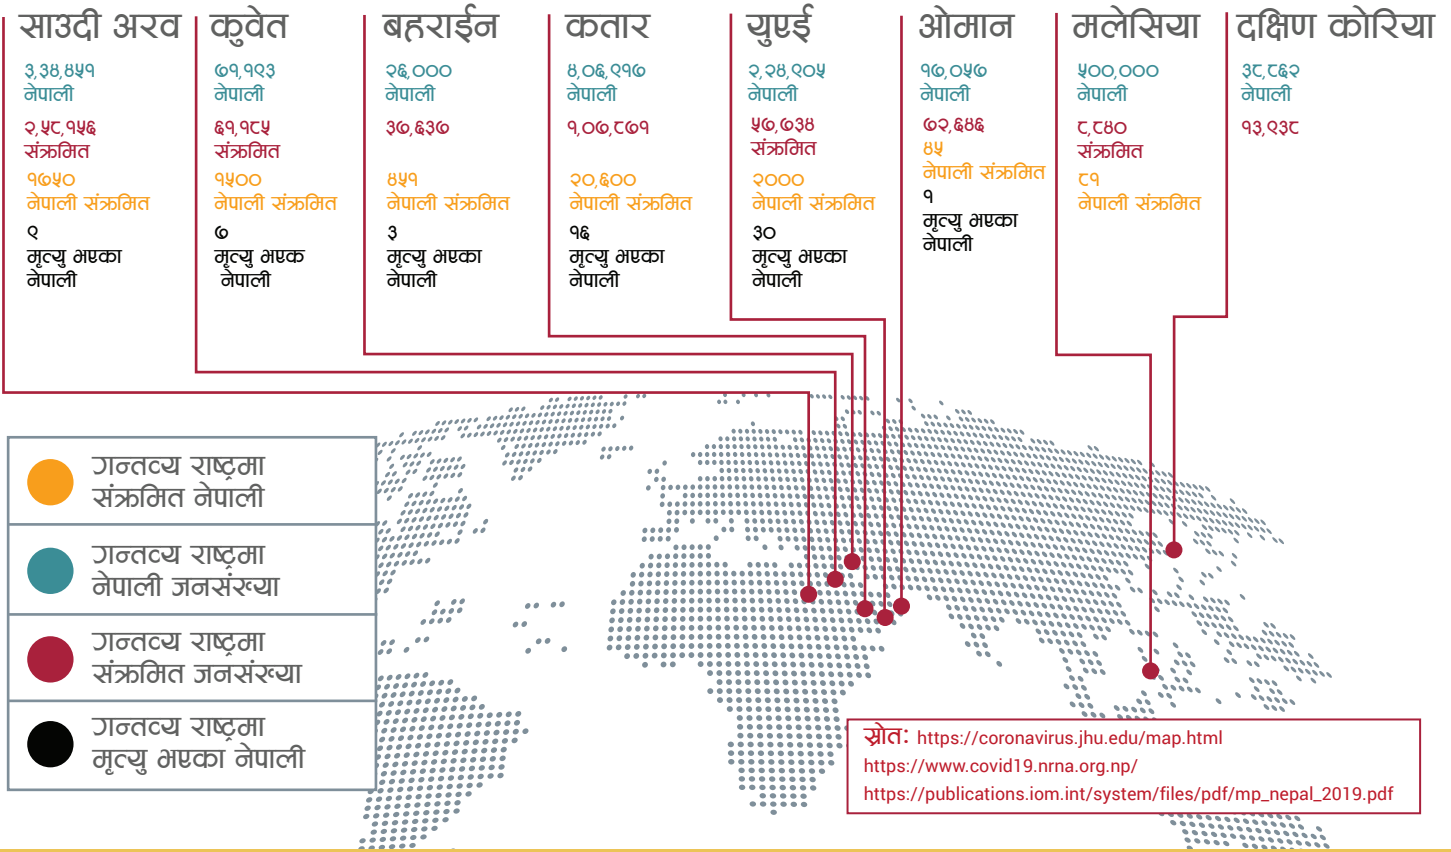 साउदी अरव
३,३४,४५१
नेपाली
२,५८,१५६
संक्रमित
१७५०
नेपाली संक्रमित
९
मृत्यु भएका
नेपाली
कुवेत
७१,१९३
नेपाली
६१,१८५
संक्रमित
१५००
नेपाली संक्रमित
७
मृत्यु भएक
नेपाली
बहराईन
२६,०००
नेपाली
३७,६३७
४५१
नेपाली संक्रमित
३
मृत्यु भएका
नेपाली
कतार
४,०६,९१७
नेपाली
१,०७,८७१
२०,६००
नेपाली संक्रमित
१६
मृत्यु भएका
नेपाली
युएई
२,२४,९०५
नेपाली
५७,७३४
संक्रमित
२०००
नेपाली संक्रमित
३०
मृत्यु भएका
नेपाली
ओमान
१७,०५७
नेपाली
७२,६४६
४५
नेपाली संक्रमित
१
मृत्यु भएका
नेपाली
मलेसिया
५००,०००
नेपाली
८,८४०
संक्रमित
८१
नेपाली संक्रमित
दक्षिण कोरिया
३८,८६२
नेपाली
१३,९३८
गन्तव्य राष्ट्रमा
संक्रमित नेपाली
गन्तव्य राष्ट्रमा
नेपाली जनसंख्या
गन्तव्य राष्ट्रमा
संक्रमित जनसंख्या
गन्तव्य राष्ट्रमा
मृत्यु भएका नेपाली
स्रोत: https://coronavirus.jhu.edu/map.html
https://www.covid19.nrna.org.np/
https://publications.iom.int/system/files/pdf/mp_nepal_2019.pdf